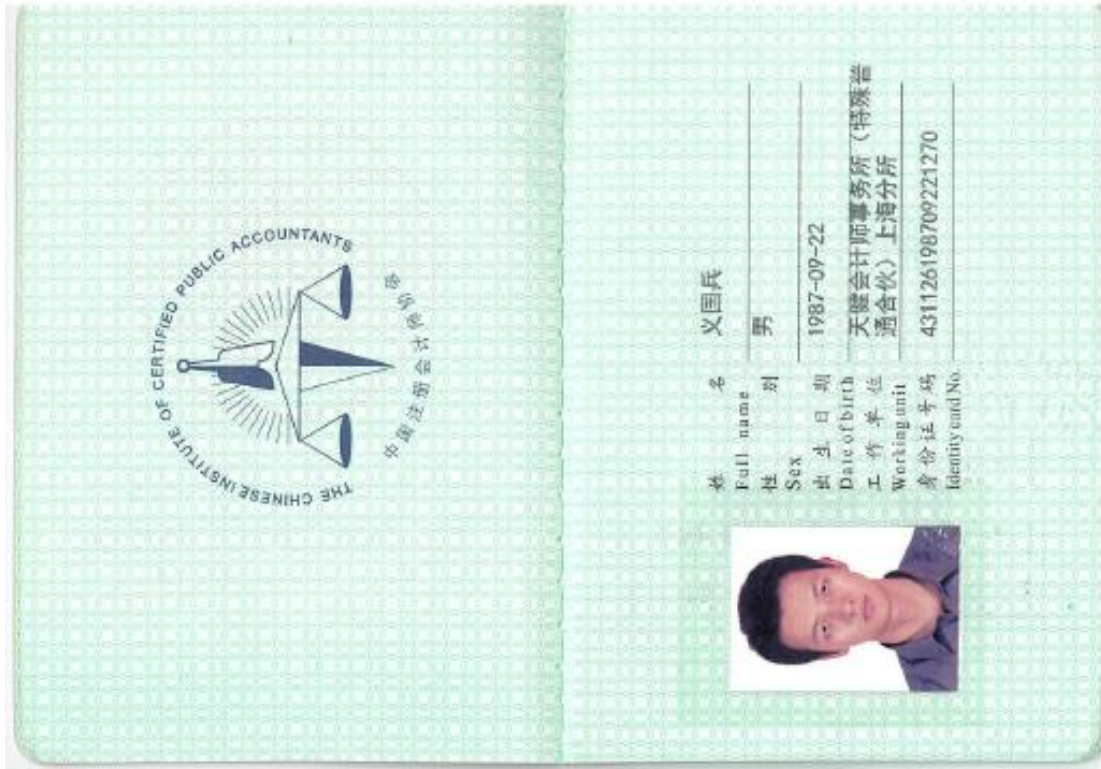 THE CHINESE INSTITUTE OF CERTIFIED PUBLIC ACCOUNTANTS
中国注册会计师协会
姓 名 义国兵
Full name
性 别 男
Sex
出生日期 1987-09-22
Date of birth
工作单位 天健会计师事务所（特殊普
通合伙）上海分所
Working unit
身份证号码 431126198709221270
Identity card No.